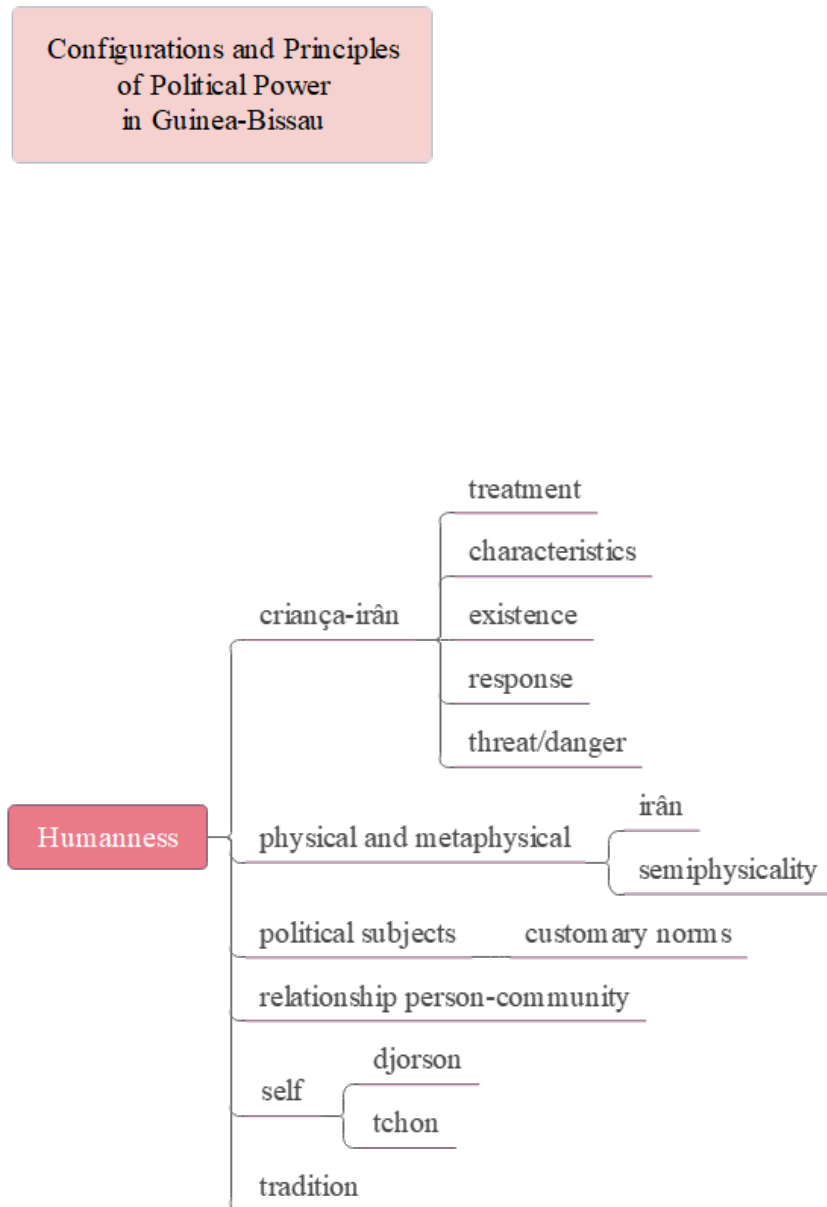 Configurations and Principles
of Political Power
in Guinea-Bissau
treatment
characteristics
criança-irân
existence
response
threat/danger
irân
Humanness
physical and metaphysical
semiphysicality
political subjects
customary norms
relationship person-community
djorson
self
tchon
tradition